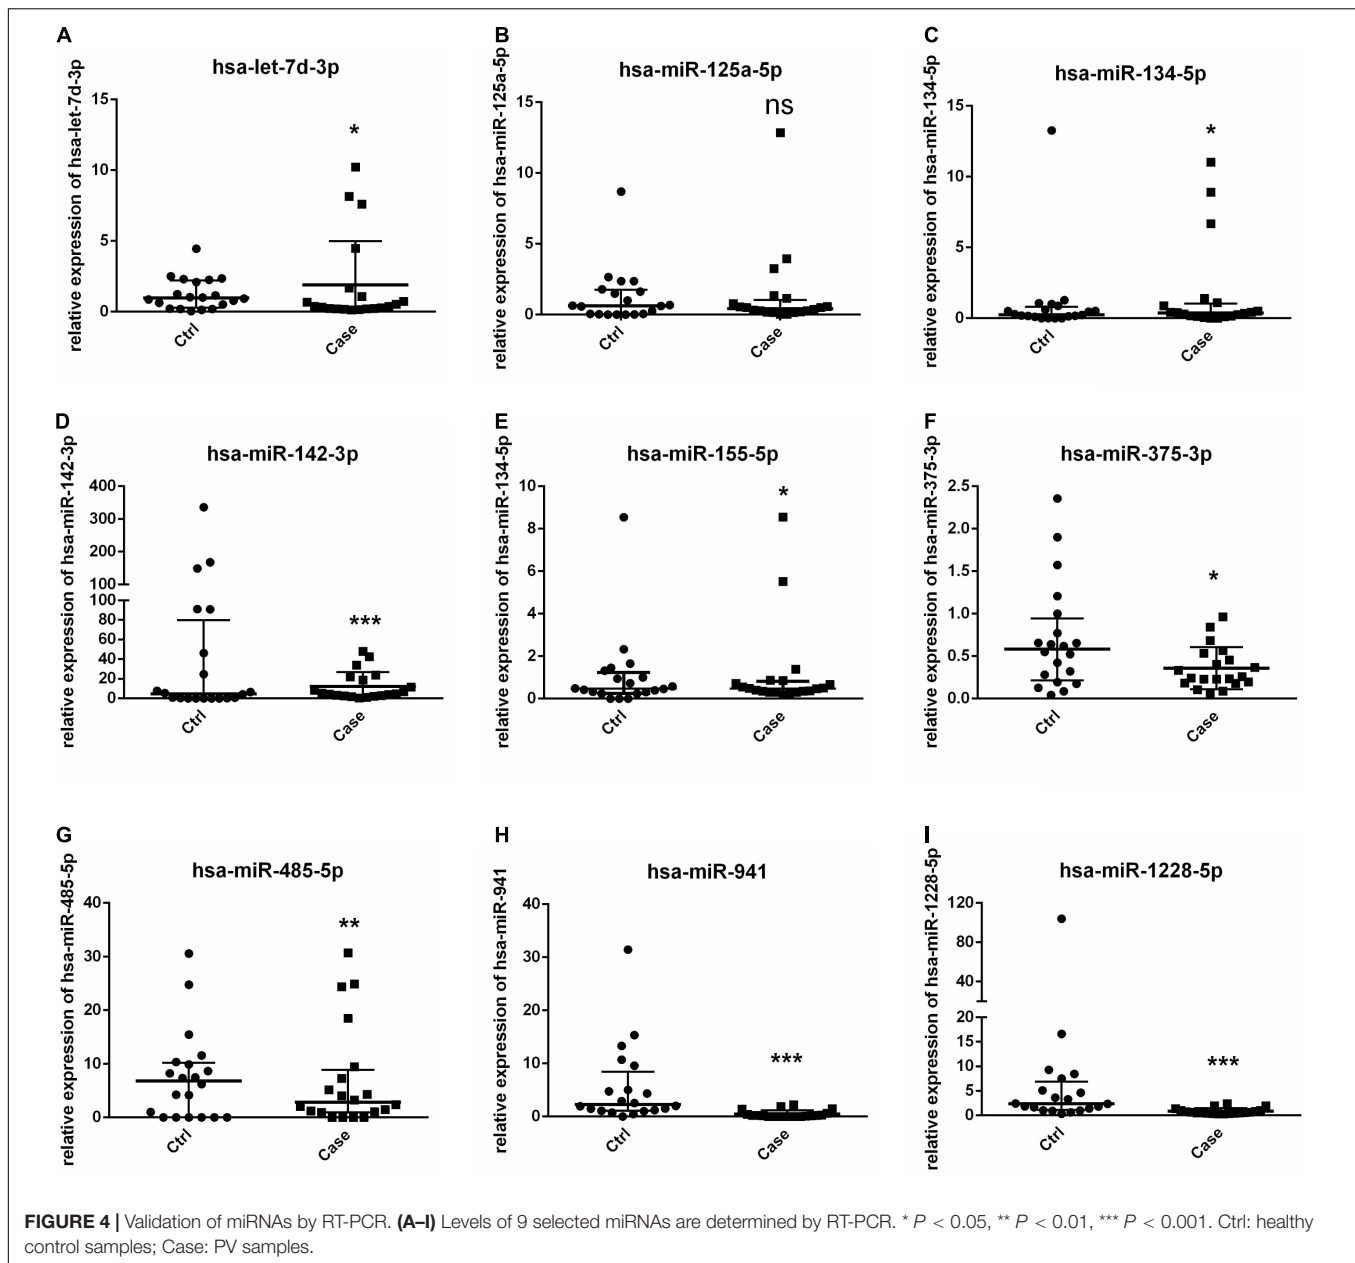 A
hsa-let-7d-3p
relative expression of hsa-let-7d-3p
15
10
5
0
*
Ctrl
Case
B
hsa-miR-125a-5p
relative expression of hsa-miR-125a-5p
15
10
5
0
ns
Ctrl
Case
C
hsa-miR-134-5p
relative expression of hsa-miR-134-5p
15
10
5
0
*
Ctrl
Case
D
hsa-miR-142-3p
relative expression of hsa-miR-142-3p
400
300
200
100
100
80
60
40
20
0
***
Ctrl
Case
E
hsa-miR-155-5p
relative expression of hsa-miR-134-5p
10
8
6
4
2
0
*
Ctrl
Case
F
hsa-miR-375-3p
relative expression of hsa-miR-375-3p
2.5
2.0
1.5
1.0
0.5
0.0
*
Ctrl
Case
G
hsa-miR-485-5p
relative expression of hsa-miR-485-5p
40
30
20
10
0
**
Ctrl
Case
H
hsa-miR-941
relative expression of hsa-miR-941
40
30
20
10
0
***
Ctrl
Case
I
hsa-miR-1228-5p
relative expression of hsa-miR-1228-5p
120
80
40
20
15
10
5
0
***
Ctrl
Case
FIGURE 4 | Validation of miRNAs by RT-PCR. (A–I) Levels of 9 selected miRNAs are determined by RT-PCR. * P < 0.05, ** P < 0.01, *** P < 0.001. Ctrl: healthy
control samples; Case: PV samples.